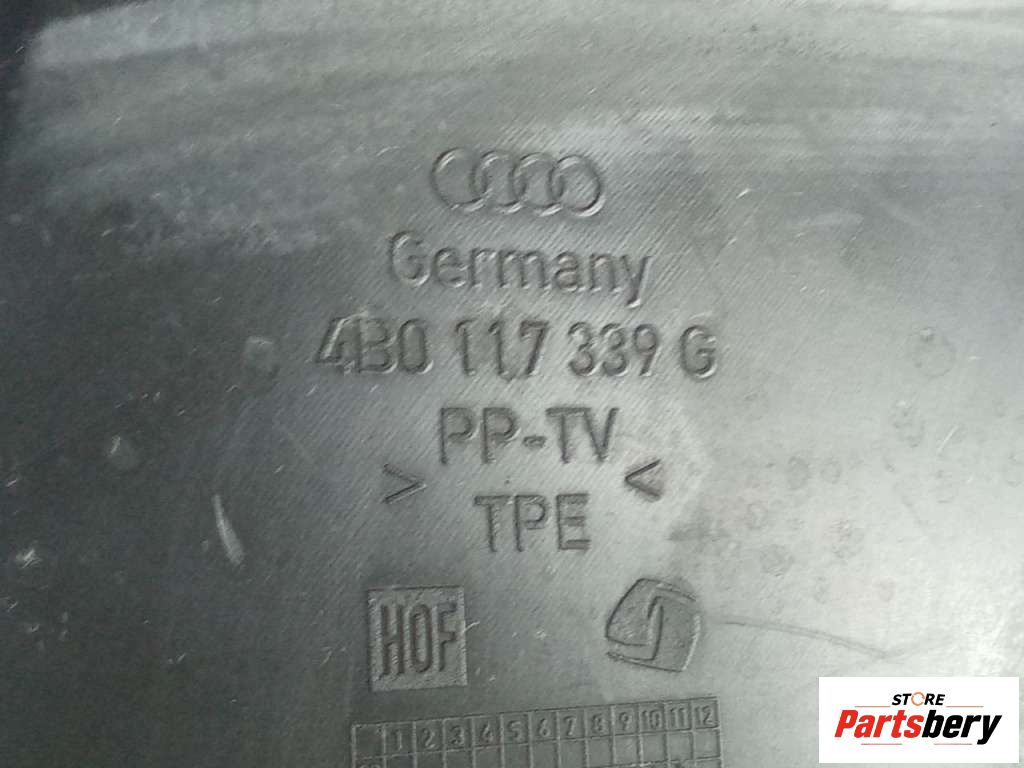 Germany
4B0 117 339 G
PP-TV
> <
TPE
HOF
1 2 3 4 5 6 7 8 9 10 11 12
STORE
Partsbery